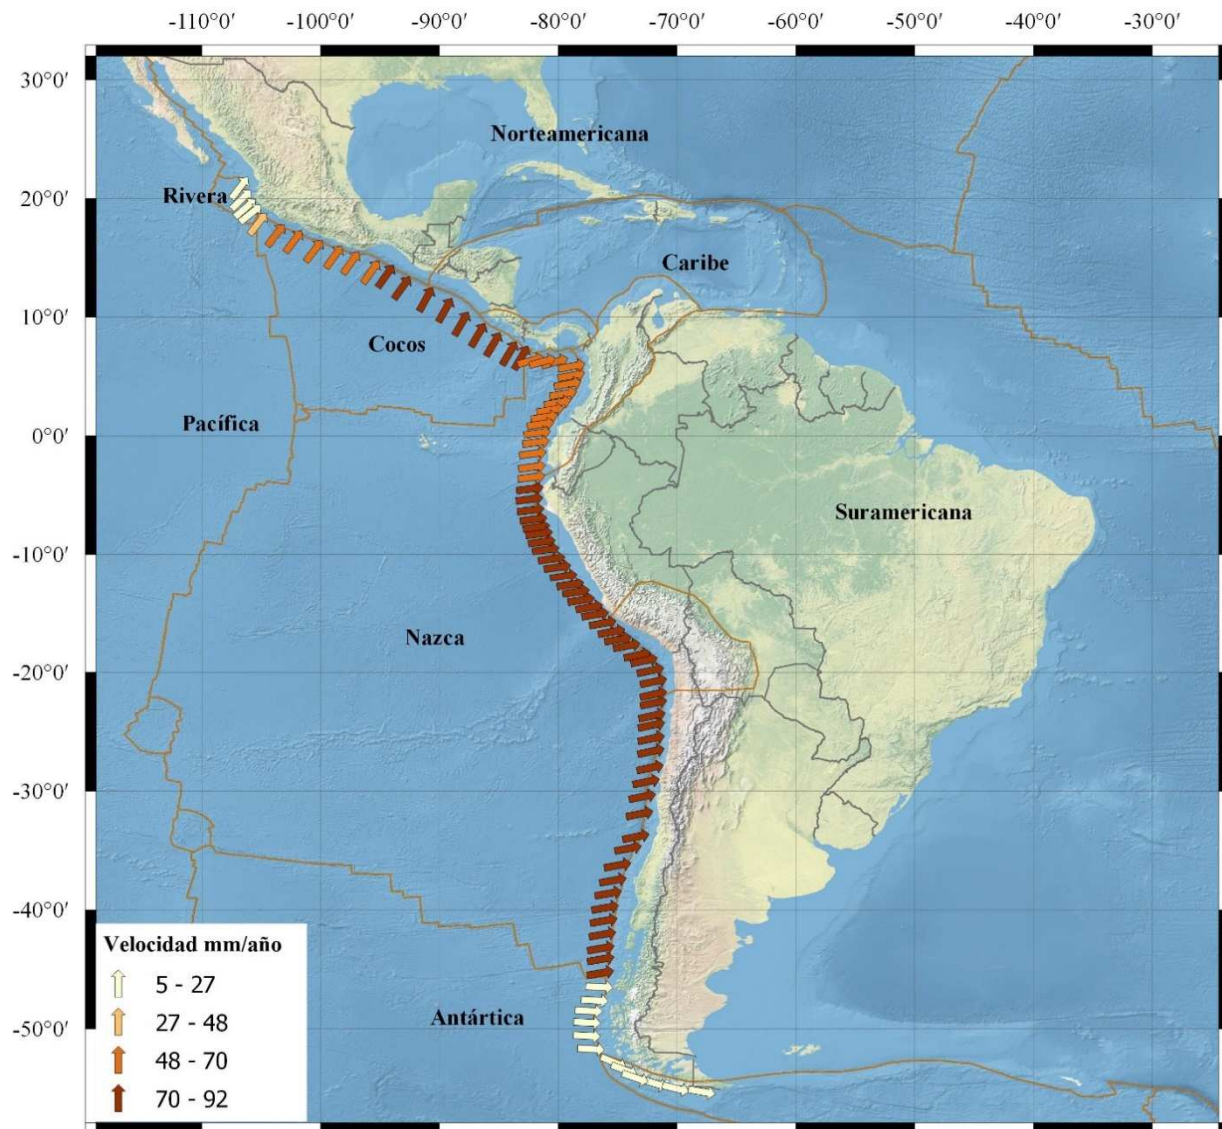 -110°0′ -100°0′ -90°0′ -80°0′ -70°0′ -60°0′ -50°0′ -40°0′ -30°0′
30°0′
Norteamericana
20°0′
Rivera
Caribe
10°0′
Cocos
Pacífica
0°0′
Suramericana
-10°0′
Nazca
-20°0′
-30°0′
-40°0′
Velocidad mm/año
5 - 27
27 - 48
48 - 70
70 - 92
Antártica
-50°0′